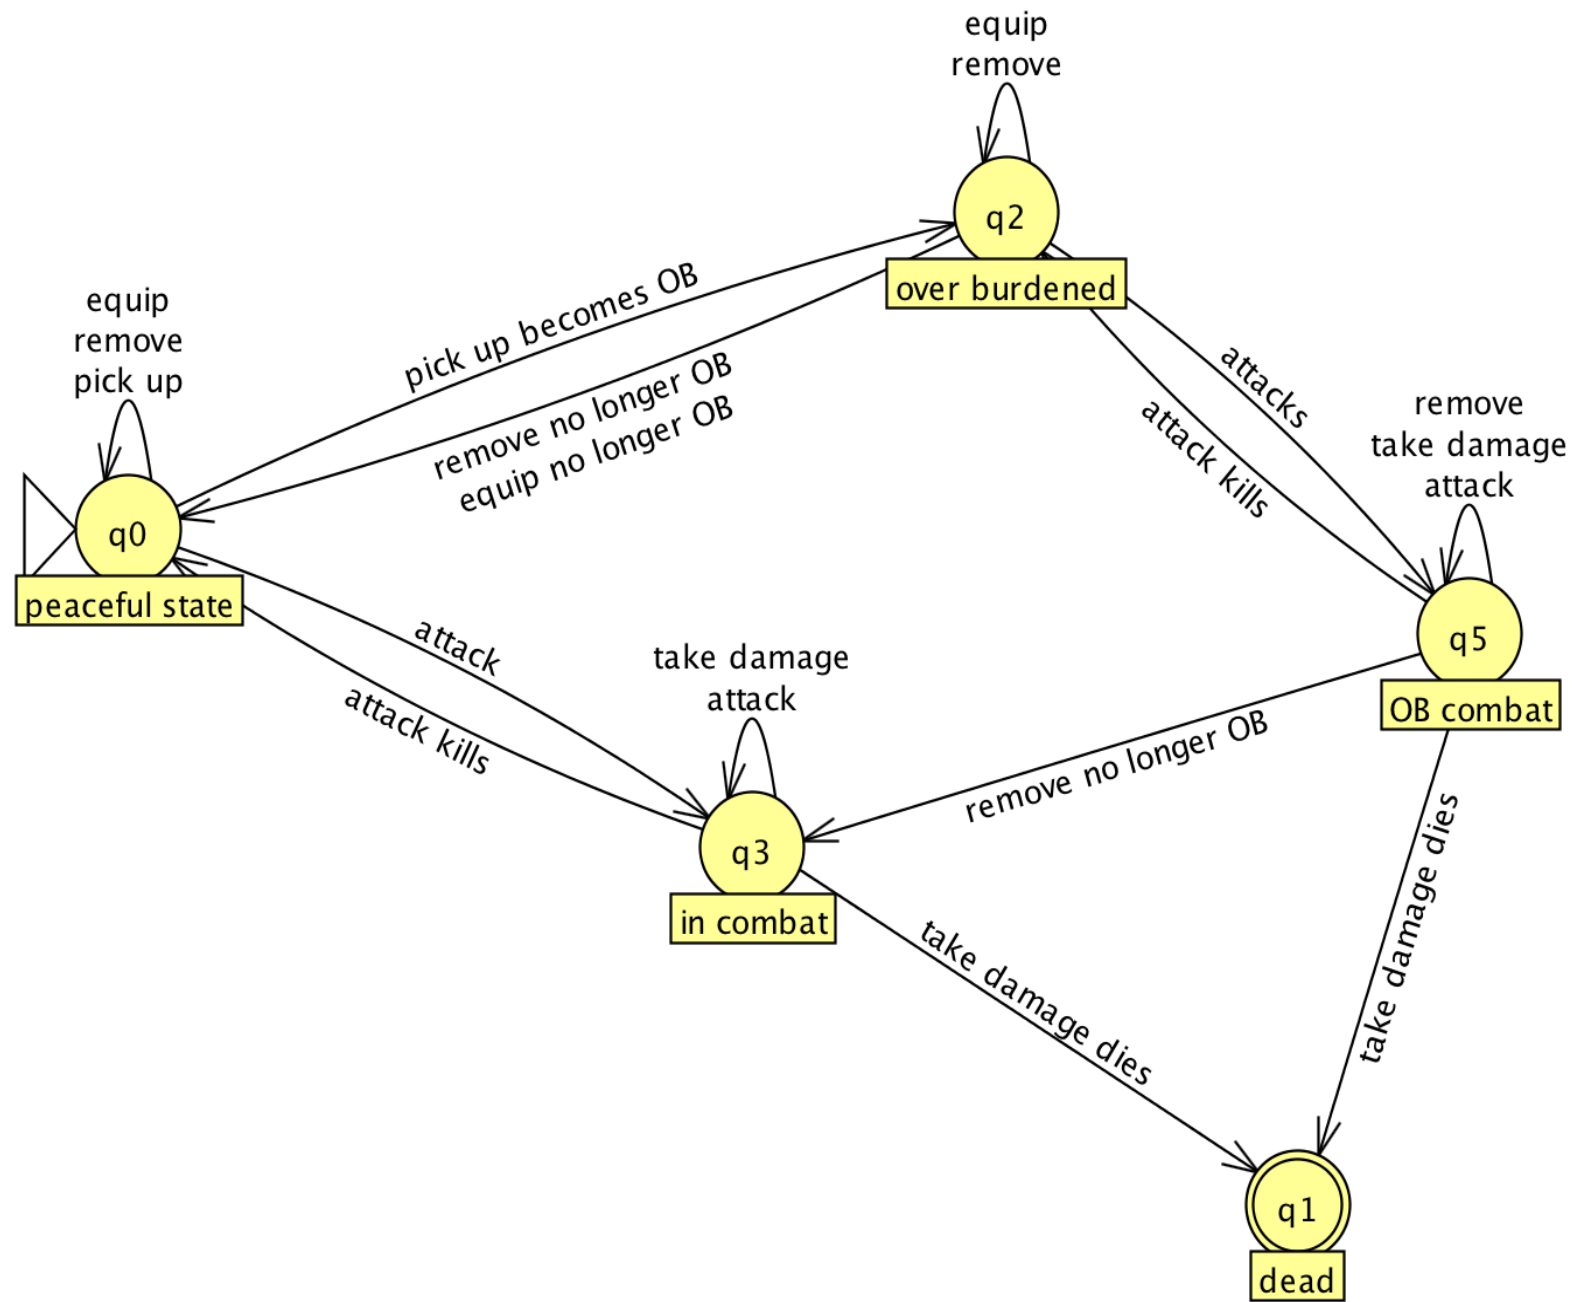 equip
remove
q2
over burdened
pick up becomes OB
remove no longer OB
equip no longer OB
equip
remove
pick up
q0
peaceful state
attacks
attack kills
remove
take damage
attack
q5
OB combat
attack
attack kills
take damage
attack
q3
in combat
remove no longer OB
take damage dies
take damage dies
q1
dead